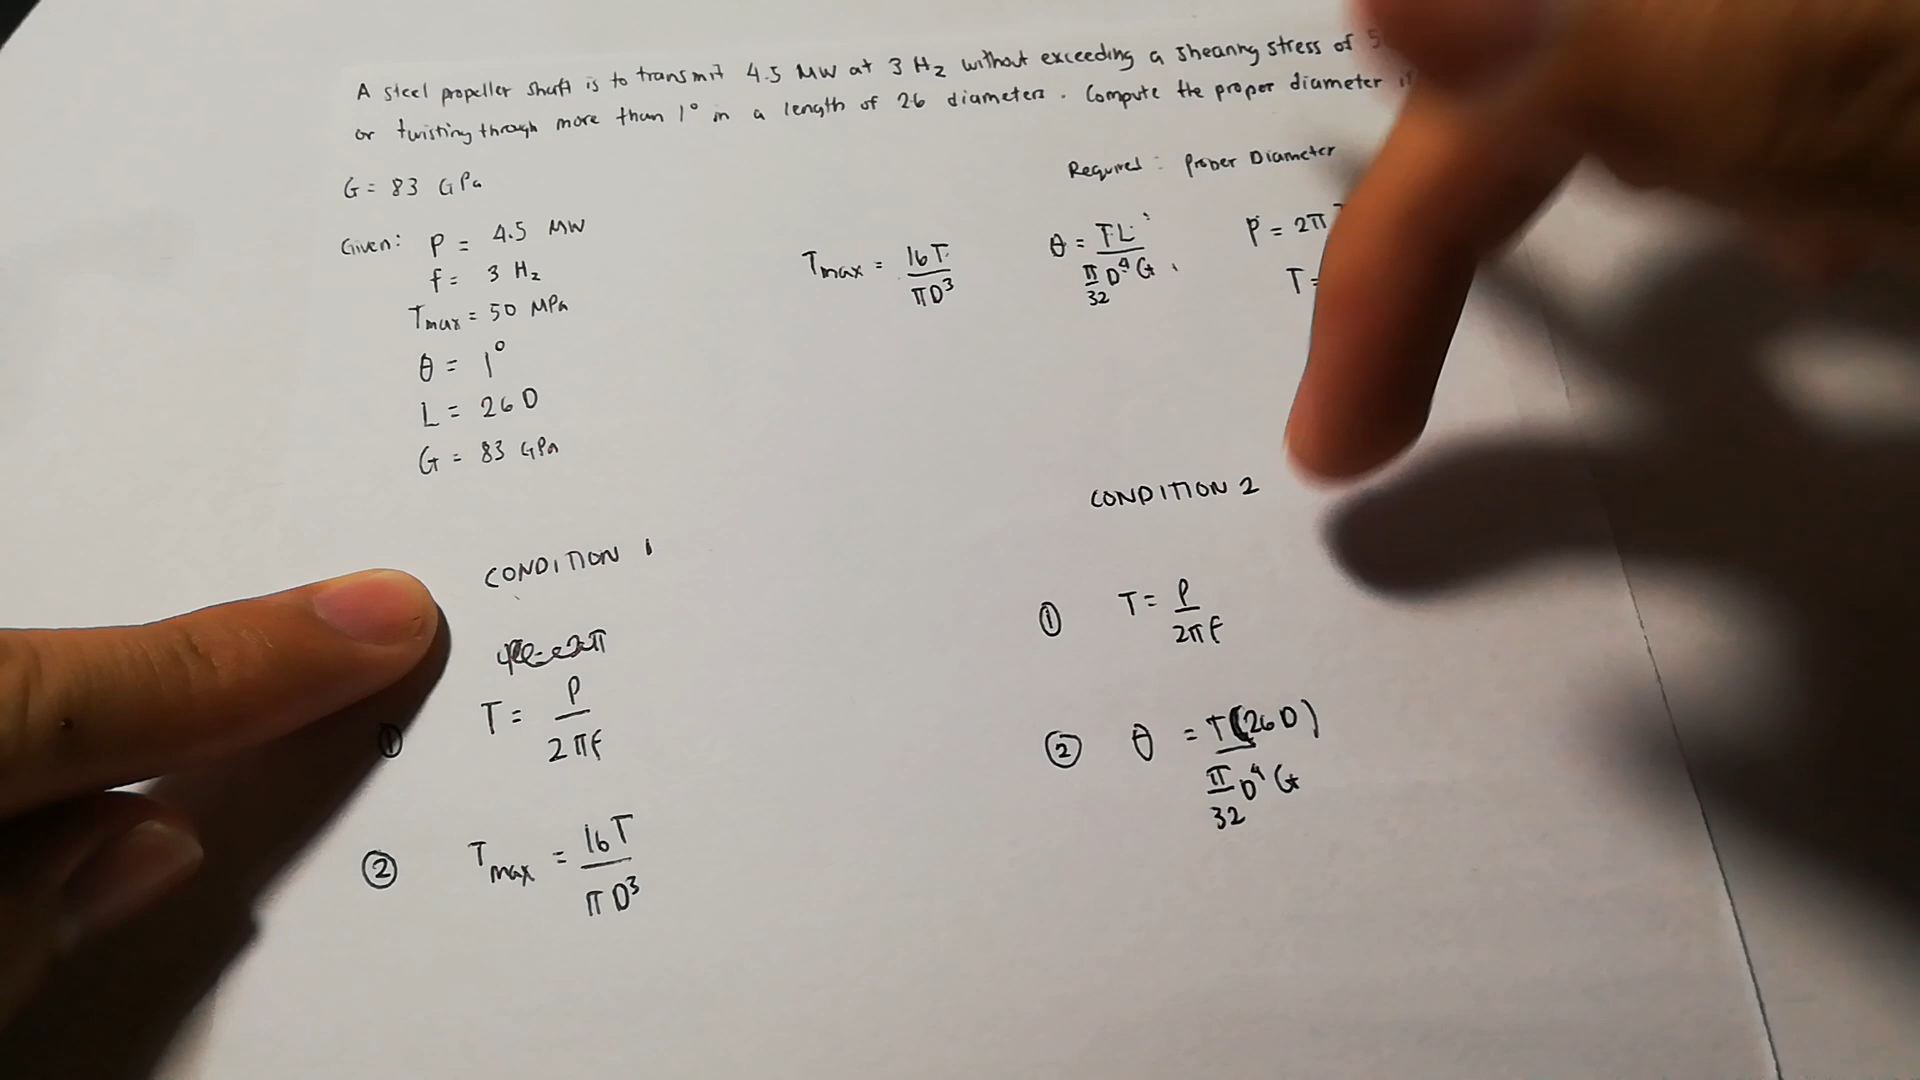 A steel propeller shaft is to transmit 4.5 MW at 3 Hz without exceeding a shearing stress of 5
or twisting through more than 1° in a length of 26 diameters. Compute the proper diameter if
G = 83 GPa
Required: Proper Diameter
Given: P = 4.5 MW
f = 3 Hz
Tmax = 50 MPa
θ = 1°
L = 26 D
G = 83 GPa
Tmax = 16T / πD³
θ = TL / π/32 D⁴ G
P = 2π
T =
CONDITION 1
① T = P / 2πf
② Tmax = 16T / πD³
CONDITION 2
① T = P / 2πf
② θ = T(26D) / π/32 D⁴ G